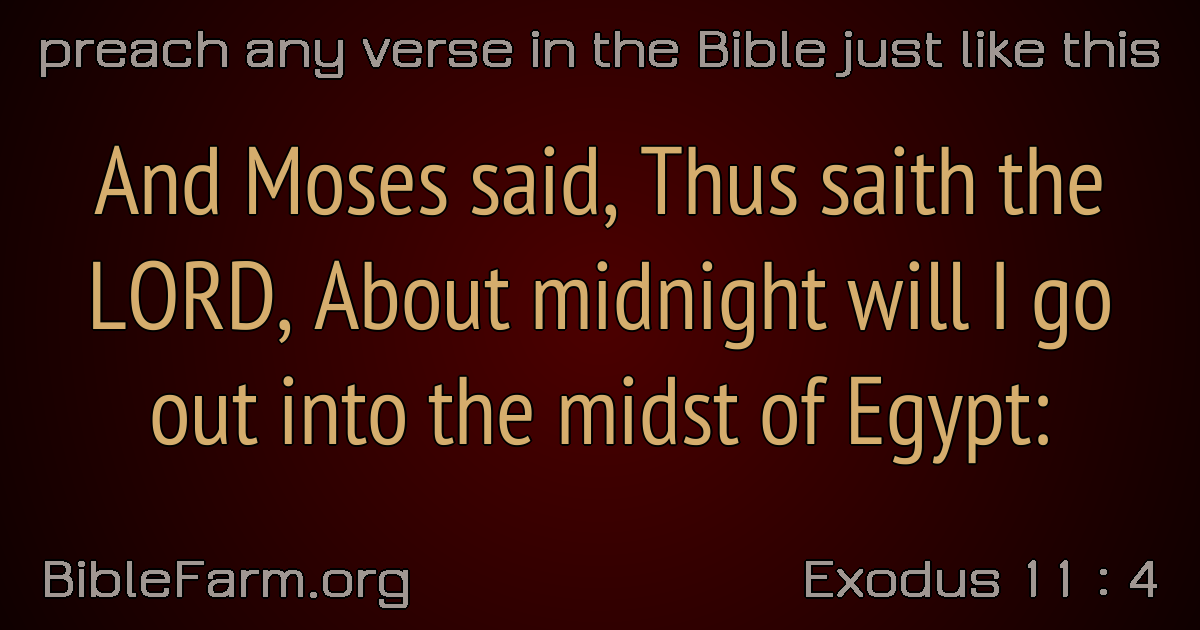 preach any verse in the Bible just like this
And Moses said, Thus saith the
LORD, About midnight will I go
out into the midst of Egypt:
BibleFarm.org
Exodus 11 : 4